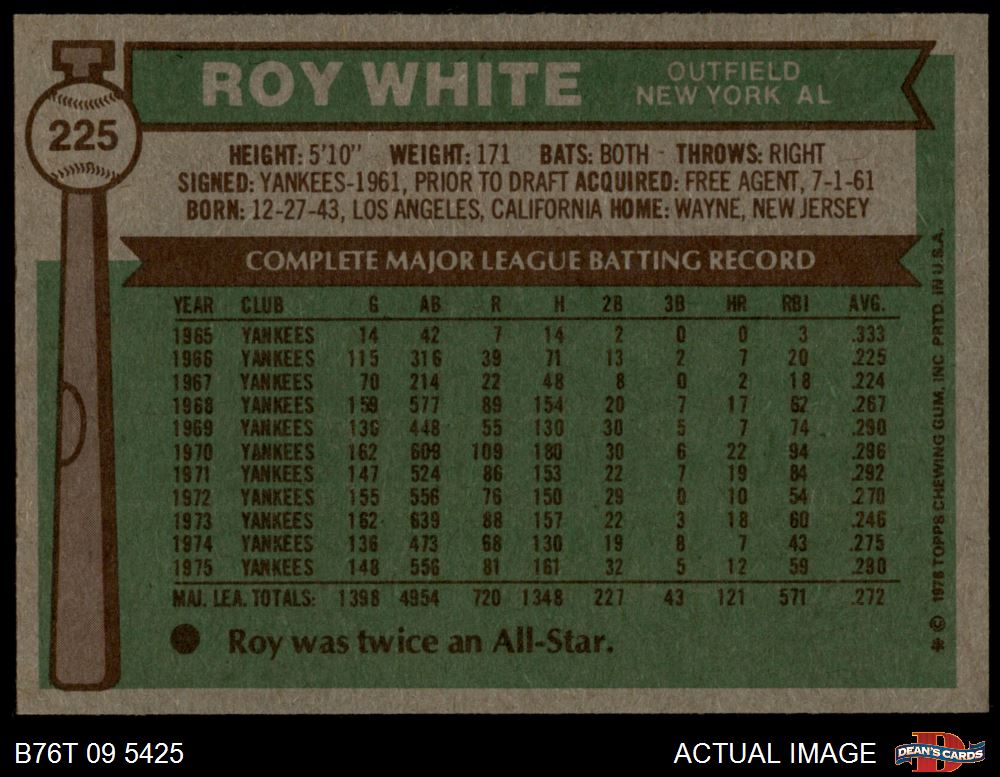 225
ROY WHITE
OUTFIELD
NEW YORK AL
HEIGHT: 5'10" WEIGHT: 171 BATS: BOTH - THROWS: RIGHT
SIGNED: YANKEES-1961, PRIOR TO DRAFT ACQUIRED: FREE AGENT, 7-1-61
BORN: 12-27-43, LOS ANGELES, CALIFORNIA HOME: WAYNE, NEW JERSEY
COMPLETE MAJOR LEAGUE BATTING RECORD
YEAR CLUB G AB R H 2B 3B HR RBI AVG.
1965 YANKEES 14 42 7 14 2 0 0 3 .333
1966 YANKEES 115 316 39 71 13 2 7 20 .225
1967 YANKEES 70 214 22 48 8 0 2 18 .224
1968 YANKEES 159 577 89 154 20 7 17 62 .267
1969 YANKEES 136 448 55 130 30 5 7 74 .290
1970 YANKEES 162 609 109 180 30 6 22 94 .296
1971 YANKEES 147 524 86 153 22 7 19 84 .292
1972 YANKEES 155 556 76 150 29 0 10 54 .270
1973 YANKEES 162 639 88 157 22 3 18 60 .246
1974 YANKEES 136 473 68 130 19 8 7 43 .275
1975 YANKEES 148 556 81 161 32 5 12 59 .290
MAJ. LEA. TOTALS: 1398 4954 720 1348 227 43 121 571 .272
Roy was twice an All-Star.
* © 1976 TOPPS CHEWING GUM, INC. PRTD. IN U.S.A.
B76T 09 5425
ACTUAL IMAGE
D
DEAN'S CARDS